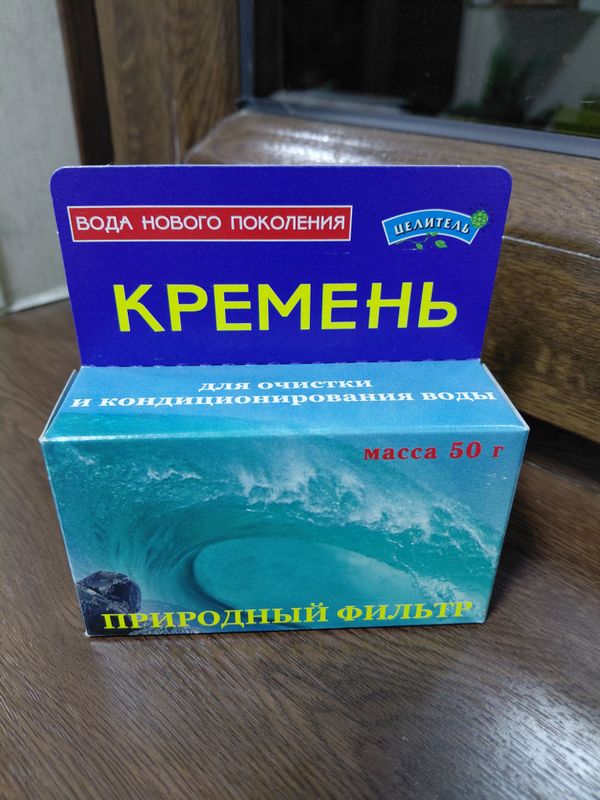 ВОДА НОВОГО ПОКОЛЕНИЯ
ЦЕЛИТЕЛЬ
КРЕМЕНЬ
для очистки
и кондиционирования воды
масса 50 г
ПРИРОДНЫЙ ФИЛЬТР